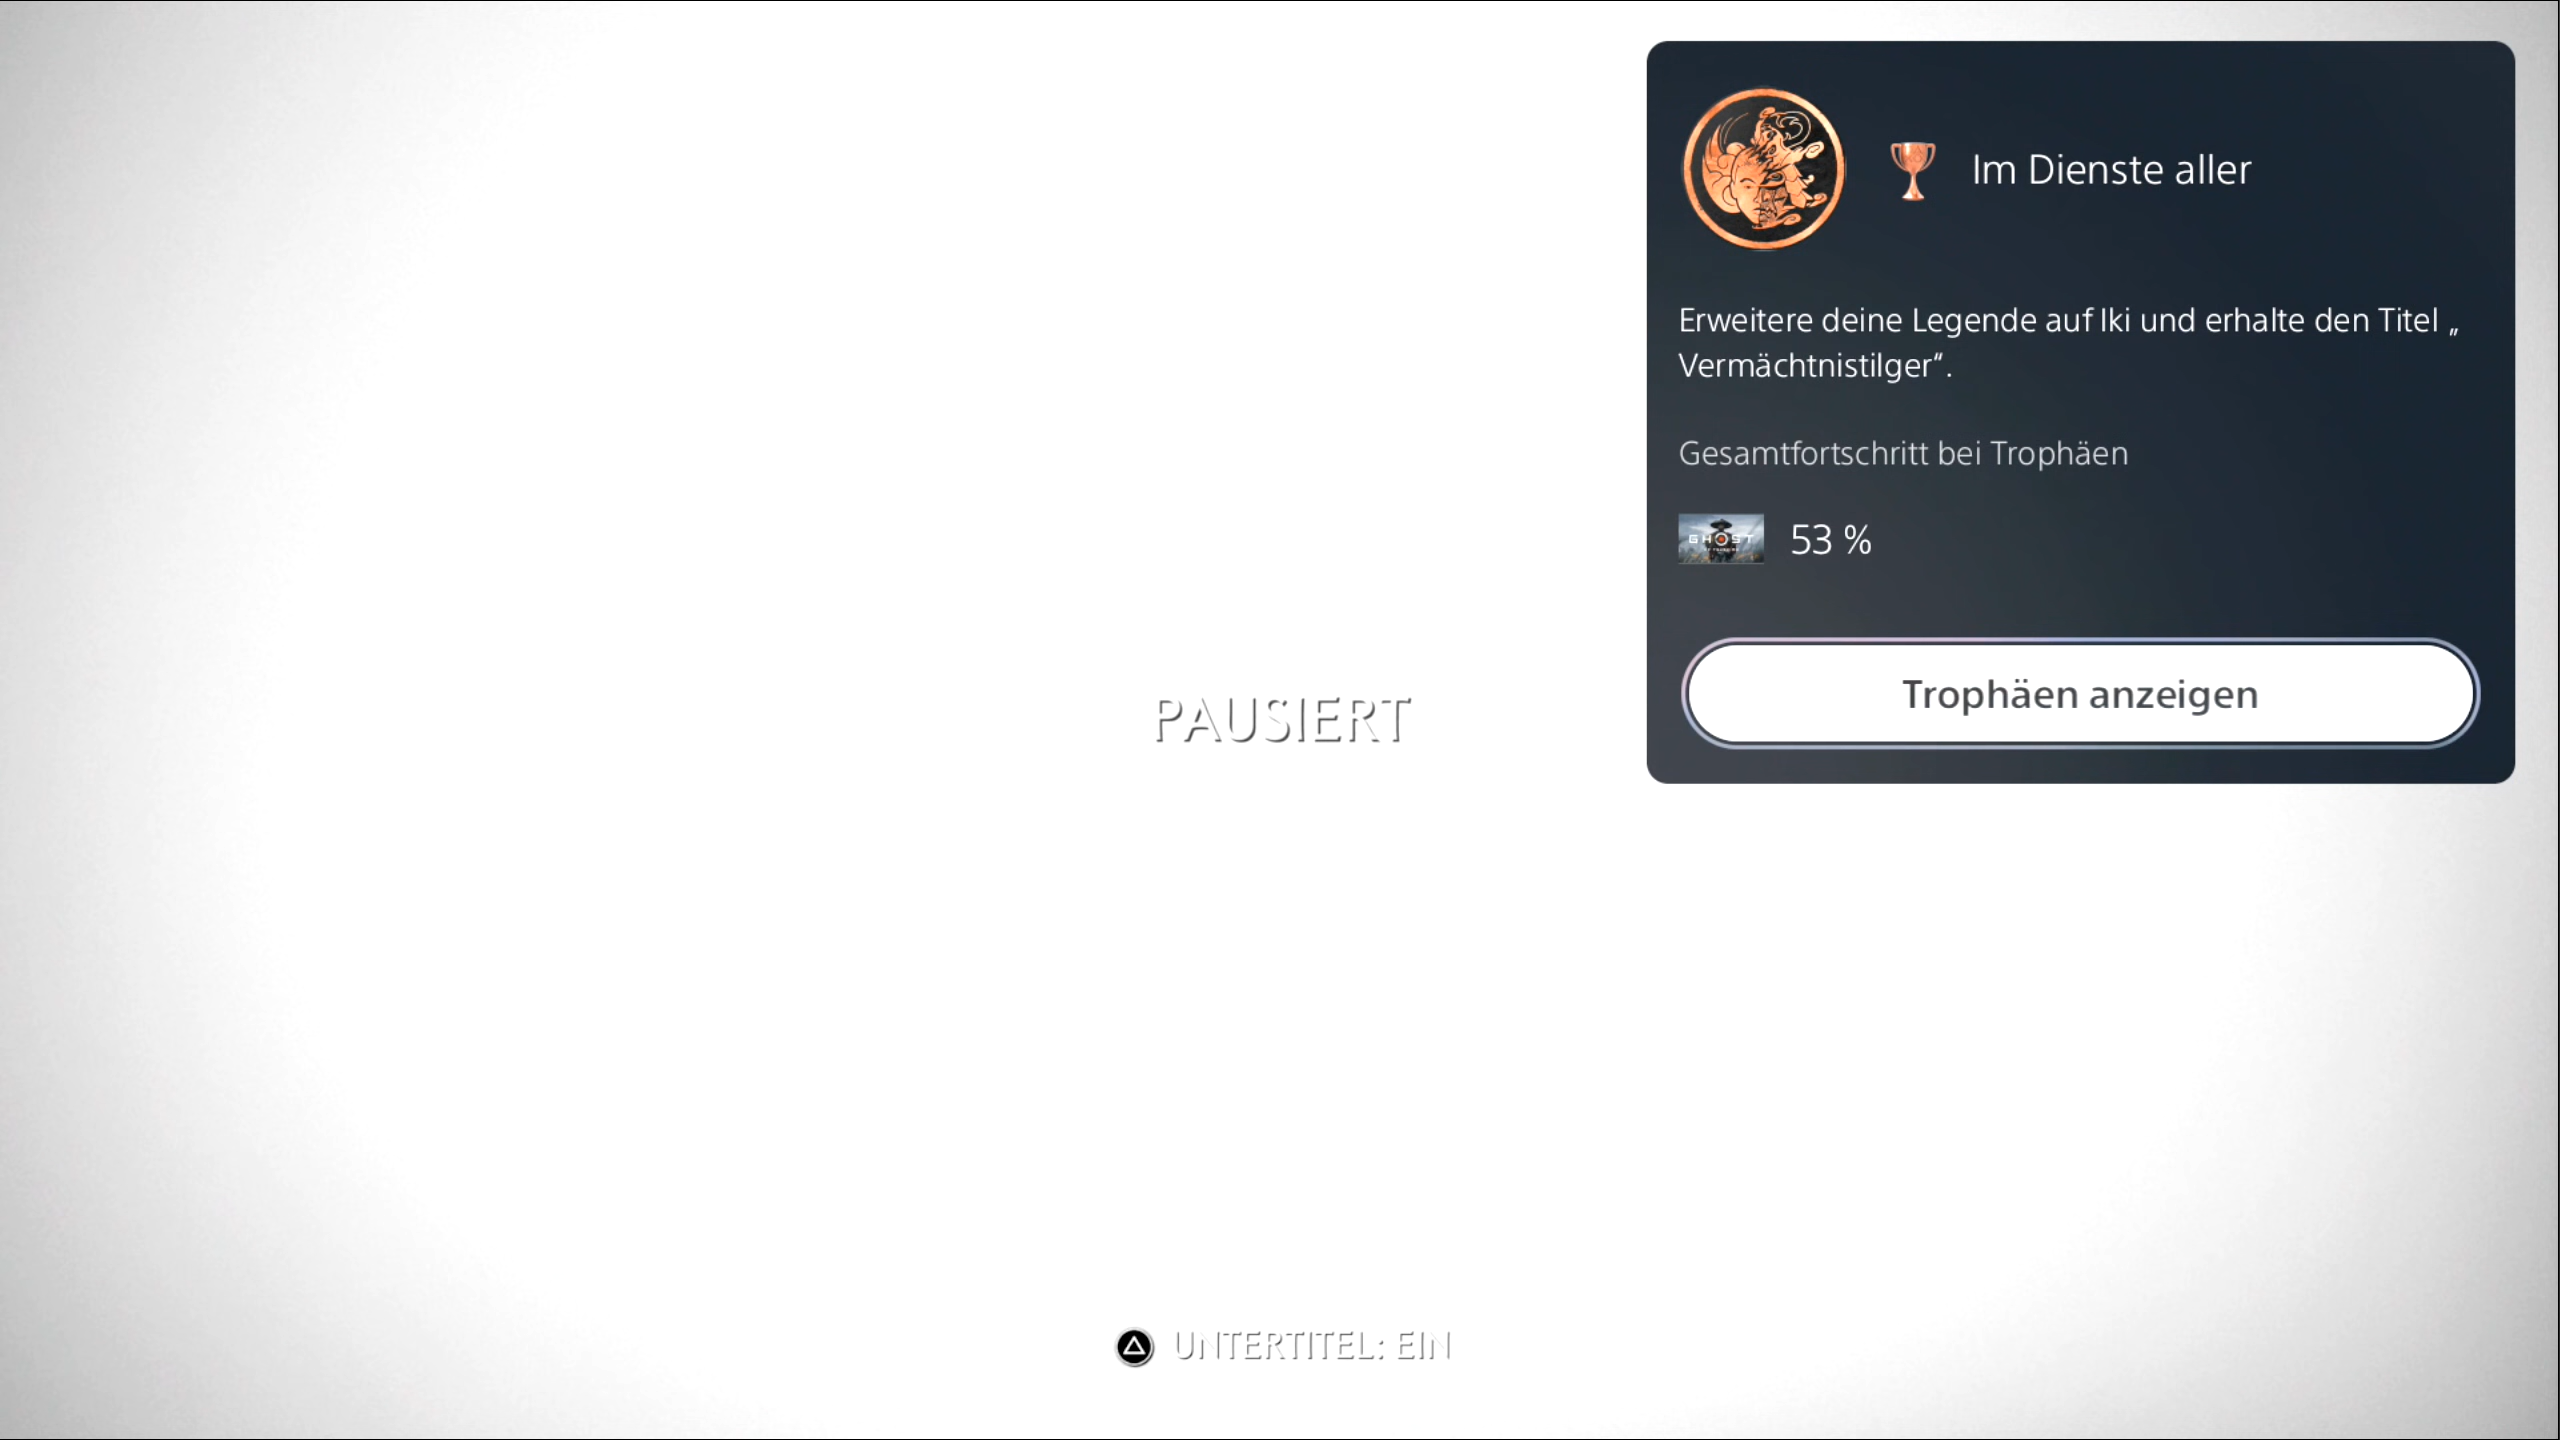 Im Dienste aller
Erweitere deine Legende auf Iki und erhalte den Titel „
Vermächtnistilger“.
Gesamtfortschritt bei Trophäen
GHOST
53 %
Trophäen anzeigen
PAUSIERT
UNTERTITEL: EIN